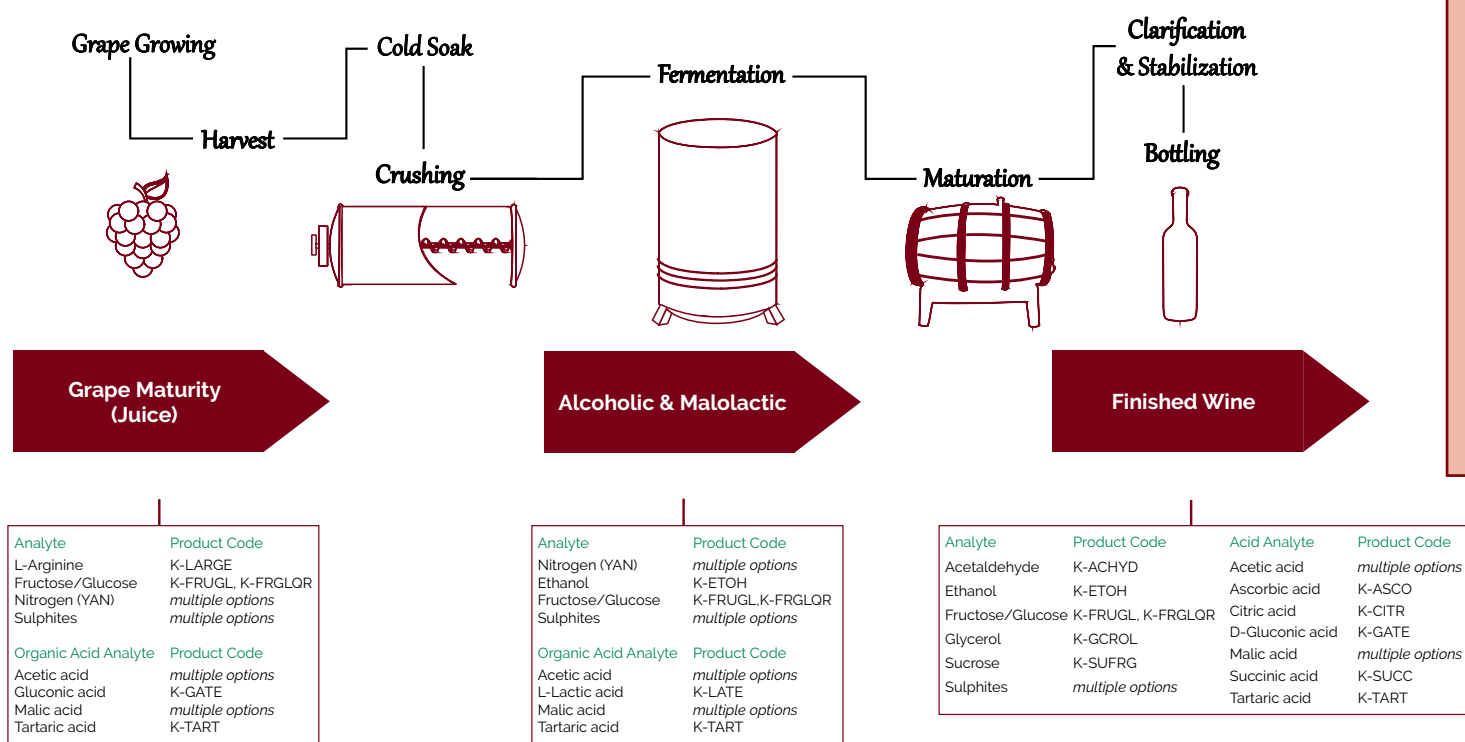 Grape Growing
Harvest
Cold Soak
Crushing
Fermentation
Maturation
Clarification
& Stabilization
Bottling
Grape Maturity
(Juice)
Alcoholic & Malolactic
Finished Wine
Analyte Product Code
L-Arginine K-LARGE
Fructose/Glucose K-FRUGL, K-FRGLQR
Nitrogen (YAN) multiple options
Sulphites multiple options
Organic Acid Analyte Product Code
Acetic acid multiple options
Gluconic acid K-GATE
Malic acid multiple options
Tartaric acid K-TART
Analyte Product Code
Nitrogen (YAN) multiple options
Ethanol K-ETOH
Fructose/Glucose K-FRUGL,K-FRGLQR
Sulphites multiple options
Organic Acid Analyte Product Code
Acetic acid multiple options
L-Lactic acid K-LATE
Malic acid multiple options
Tartaric acid K-TART
Analyte Product Code
Acetaldehyde K-ACHYD
Ethanol K-ETOH
Fructose/Glucose K-FRUGL, K-FRGLQR
Glycerol K-GCROL
Sucrose K-SUFRG
Sulphites multiple options
Acid Analyte Product Code
Acetic acid multiple options
Ascorbic acid K-ASCO
Citric acid K-CITR
D-Gluconic acid K-GATE
Malic acid multiple options
Succinic acid K-SUCC
Tartaric acid K-TART